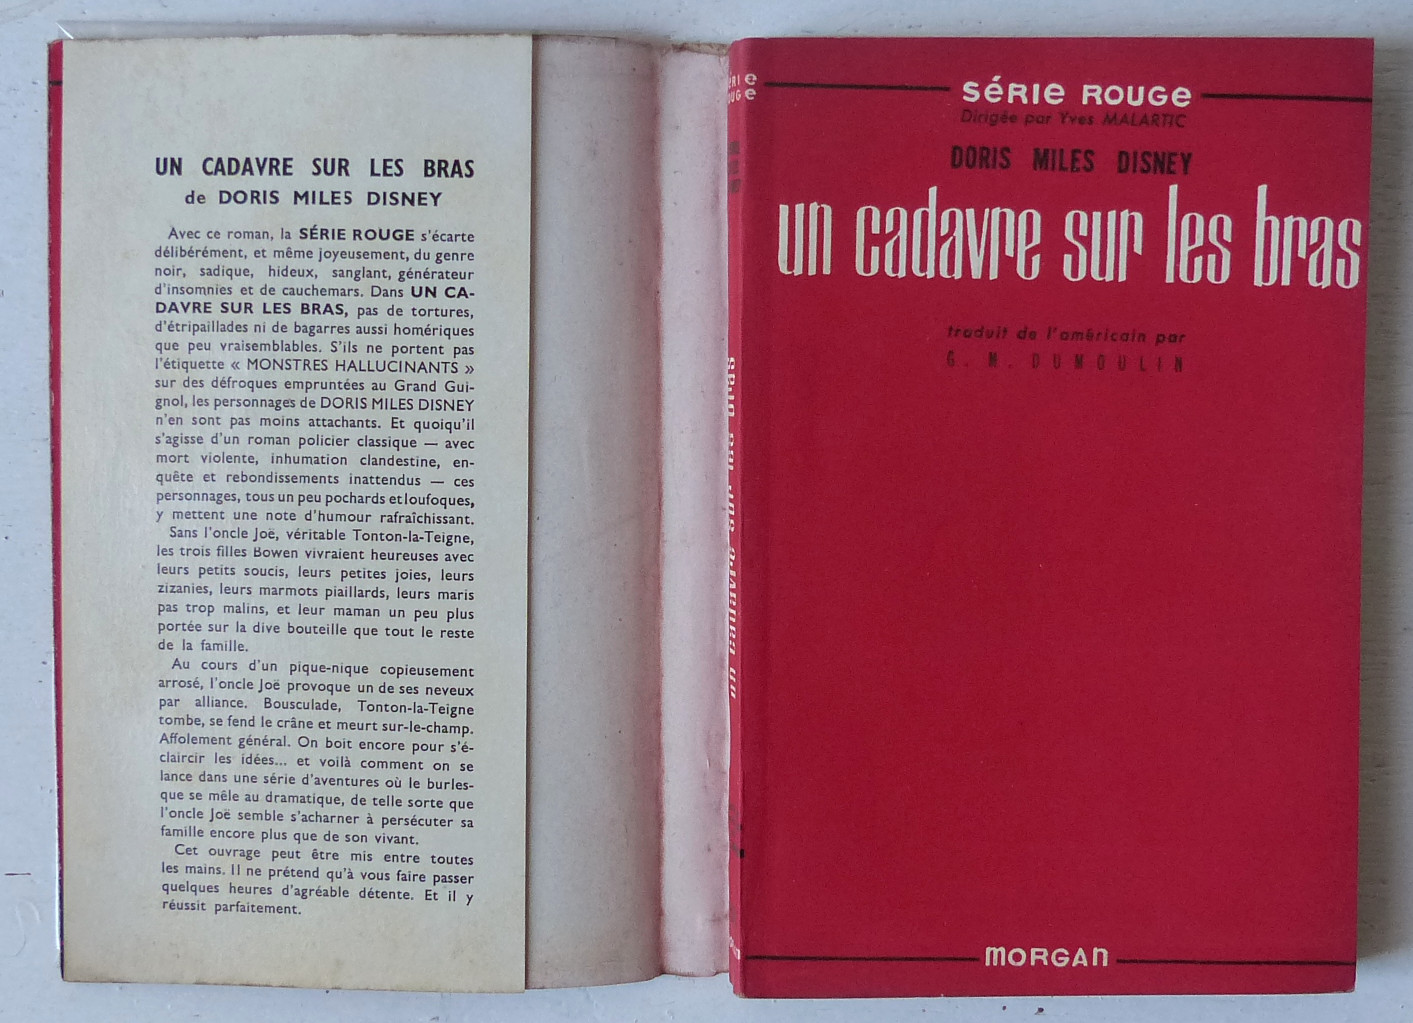 UN CADAVRE SUR LES BRAS
de DORIS MILES DISNEY
Avec ce roman, la SÉRIE ROUGE s'écarte
délibérément, et même joyeusement, du genre
noir, sadique, hideux, sanglant, générateur
d'insomnies et de cauchemars. Dans UN CA-
DAVRE SUR LES BRAS, pas de tortures,
d'étripaillades ni de bagarres aussi homériques
que peu vraisemblables. S'ils ne portent pas
l'étiquette « MONSTRES HALLUCINANTS »
sur des défroques empruntées au Grand Gui-
gnol, les personnages de DORIS MILES DISNEY
n'en sont pas moins attachants. Et quoiqu'il
s'agisse d'un roman policier classique — avec
mort violente, inhumation clandestine, en-
quête et rebondissements inattendus — ces
personnages, tous un peu pochards et loufoques,
y mettent une note d'humour rafraîchissant.
Sans l'oncle Joë, véritable Tonton-la-Teigne,
les trois filles Bowen vivraient heureuses avec
leurs petits soucis, leurs petites joies, leurs
zizanies, leurs marmots piaillards, leurs maris
pas trop malins, et leur maman un peu plus
portée sur la dive bouteille que tout le reste
de la famille.
Au cours d'un pique-nique copieusement
arrosé, l'oncle Joë provoque un de ses neveux
par alliance. Bousculade, Tonton-la-Teigne
tombe, se fend le crâne et meurt sur-le-champ.
Affolement général. On boit encore pour s'é-
claircir les idées... et voilà comment on se
lance dans une série d'aventures où le burles-
que se mêle au dramatique, de telle sorte que
l'oncle Joë semble s'acharner à persécuter sa
famille encore plus que de son vivant.
Cet ouvrage peut être mis entre toutes
les mains. Il ne prétend qu'à vous faire passer
quelques heures d'agréable détente. Et il y
réussit parfaitement.
un cadavre sur les bras
SÉRIE ROUGE
Dirigée par Yves MALARTIC
DORIS MILES DISNEY
un cadavre sur les bras
traduit de l'américain par
G. M. DUMOULIN
MORGAN